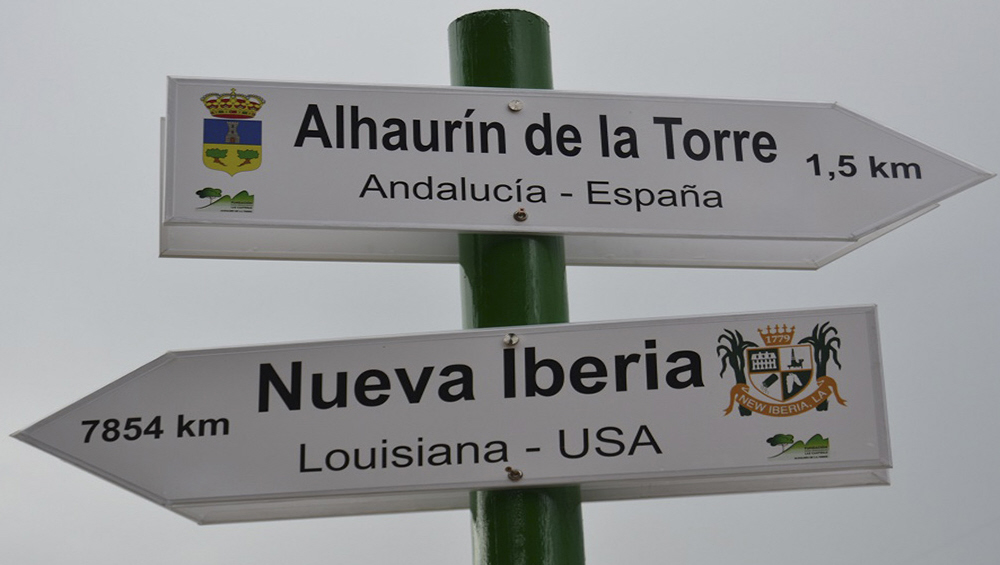 Alhaurín de la Torre
1,5 km
Andalucía - España
1779
Nueva Iberia
NEW IBERIA, LA
7854 km
Louisiana - USA